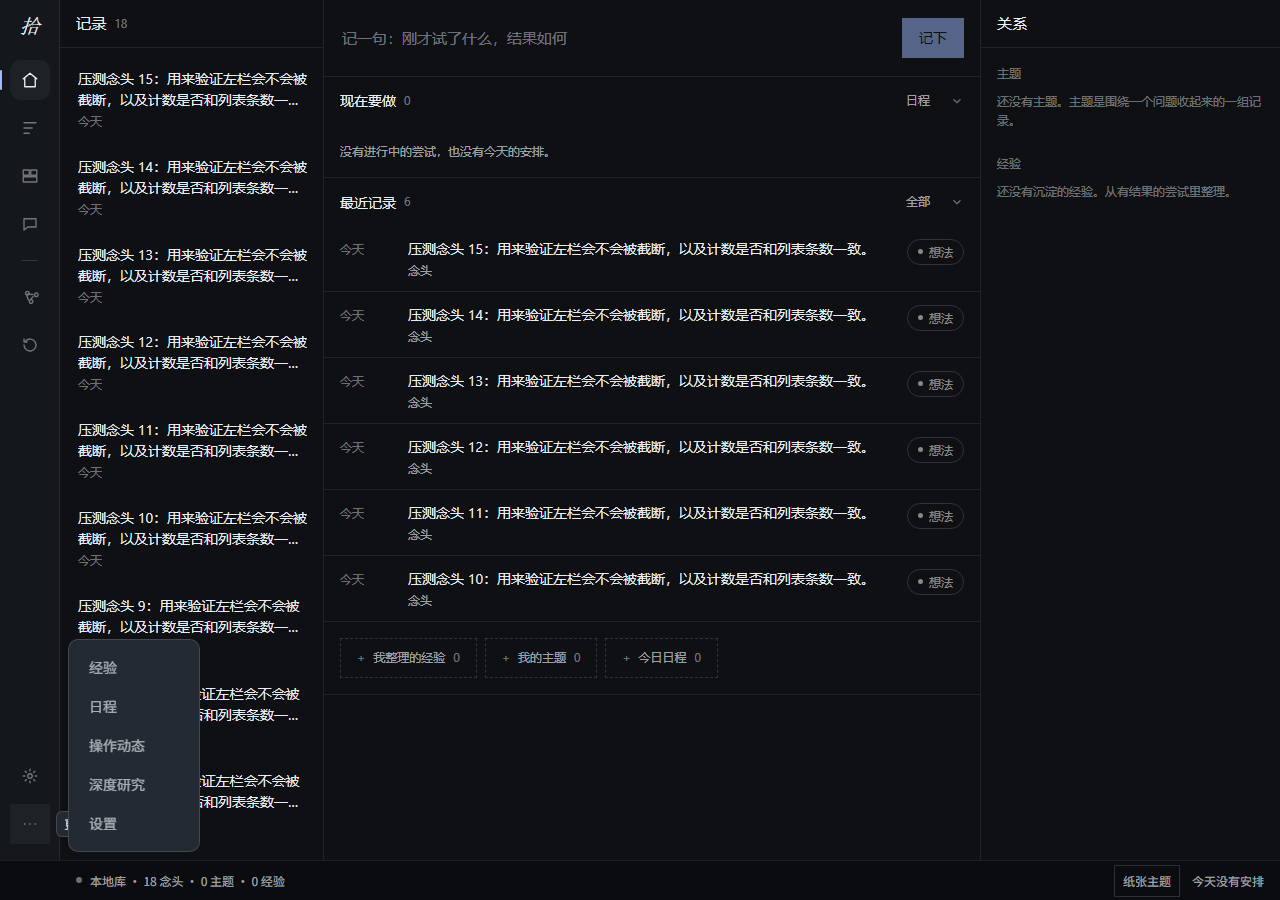 拾
记录 18
压测念头 15：用来验证左栏会不会被
截断，以及计数是否和列表条数一...
今天
压测念头 14：用来验证左栏会不会被
截断，以及计数是否和列表条数一...
今天
压测念头 13：用来验证左栏会不会被
截断，以及计数是否和列表条数一...
今天
压测念头 12：用来验证左栏会不会被
截断，以及计数是否和列表条数一...
今天
压测念头 11：用来验证左栏会不会被
截断，以及计数是否和列表条数一...
今天
压测念头 10：用来验证左栏会不会被
截断，以及计数是否和列表条数一...
今天
压测念头 9：用来验证左栏会不会被
截断，以及计数是否和列表条数一...
证左栏会不会被
和列表条数一...
证左栏会不会被
和列表条数一...
经验
日程
操作动态
深度研究
设置
记一句：刚才试了什么，结果如何
记下
现在要做 0
日程
没有进行中的尝试，也没有今天的安排。
最近记录 6
全部
今天 压测念头 15：用来验证左栏会不会被截断，以及计数是否和列表条数一致。 想法
念头
今天 压测念头 14：用来验证左栏会不会被截断，以及计数是否和列表条数一致。 想法
念头
今天 压测念头 13：用来验证左栏会不会被截断，以及计数是否和列表条数一致。 想法
念头
今天 压测念头 12：用来验证左栏会不会被截断，以及计数是否和列表条数一致。 想法
念头
今天 压测念头 11：用来验证左栏会不会被截断，以及计数是否和列表条数一致。 想法
念头
今天 压测念头 10：用来验证左栏会不会被截断，以及计数是否和列表条数一致。 想法
念头
+ 我整理的经验 0
+ 我的主题 0
+ 今日日程 0
关系
主题
还没有主题。主题是围绕一个问题收起来的一组记
录。
经验
还没有沉淀的经验。从有结果的尝试里整理。
本地库 · 18 念头 · 0 主题 · 0 经验
纸张主题
今天没有安排